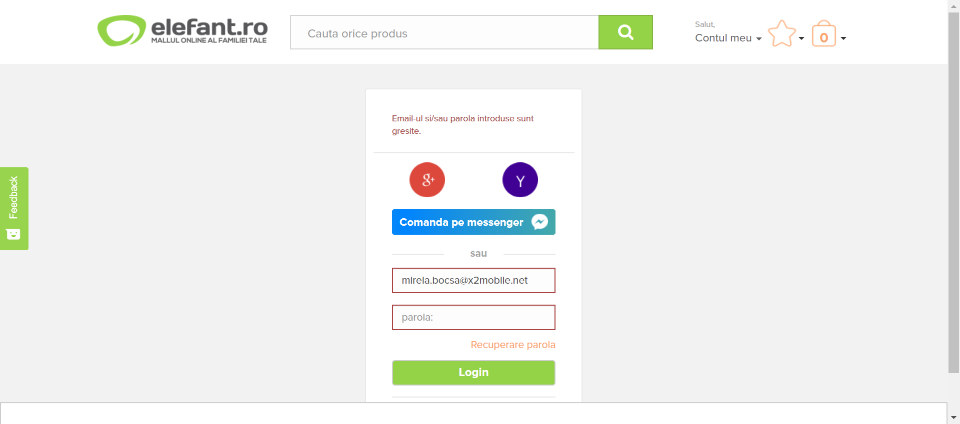 elefant.ro
MALLUL ONLINE AL FAMILIEI TALE
Cauta orice produs
Salut,
Contul meu
0
Email-ul si/sau parola introduse sunt
gresite.
g+
Y
Feedback
Comanda pe messenger
sau
mirela.bocsa@x2mobile.net
parola:
Recuperare parola
Login